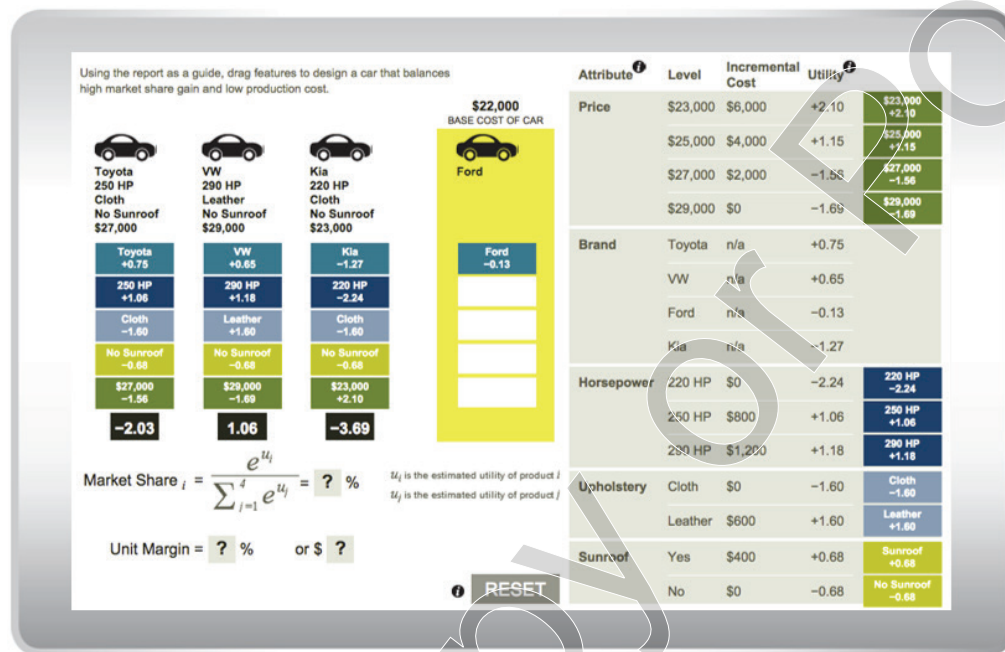 Using the report as a guide, drag features to design a car that balances
high market share gain and low production cost.
$22,000
BASE COST OF CAR
Toyota
250 HP
Cloth
No Sunroof
$27,000
VW
290 HP
Leather
No Sunroof
$29,000
Kia
220 HP
Cloth
No Sunroof
$23,000
Ford
Toyota
+0.75
250 HP
+1.06
Cloth
−1.60
No Sunroof
−0.68
$27,000
−1.56
−2.03
VW
+0.65
290 HP
+1.18
Leather
+1.60
No Sunroof
−0.68
$29,000
−1.69
1.06
Kia
−1.27
220 HP
−2.24
Cloth
−1.60
No Sunroof
−0.68
$23,000
+2.10
−3.69
Ford
−0.13
Market Share i = e^ui / ∑ 4 j=1 e^uj = ? %
ui is the estimated utility of product i
uj is the estimated utility of product j
Unit Margin = ? % or $ ?
i RESET
Attribute i Level Incremental Cost Utility i
Price $23,000 $6,000 +2.10
$25,000 $4,000 +1.15
$27,000 $2,000 −1.56
$29,000 $0 −1.69
Brand Toyota n/a +0.75
VW n/a +0.65
Ford n/a −0.13
Kia n/a −1.27
Horsepower 220 HP $0 −2.24
250 HP $800 +1.06
290 HP $1,200 +1.18
Upholstery Cloth $0 −1.60
Leather $600 +1.60
Sunroof Yes $400 +0.68
No $0 −0.68
$23,000
+2.10
$25,000
+1.15
$27,000
−1.56
$29,000
−1.69
220 HP
−2.24
250 HP
+1.06
290 HP
+1.18
Cloth
−1.60
Leather
+1.60
Sunroof
+0.68
No Sunroof
−0.68
y or Po